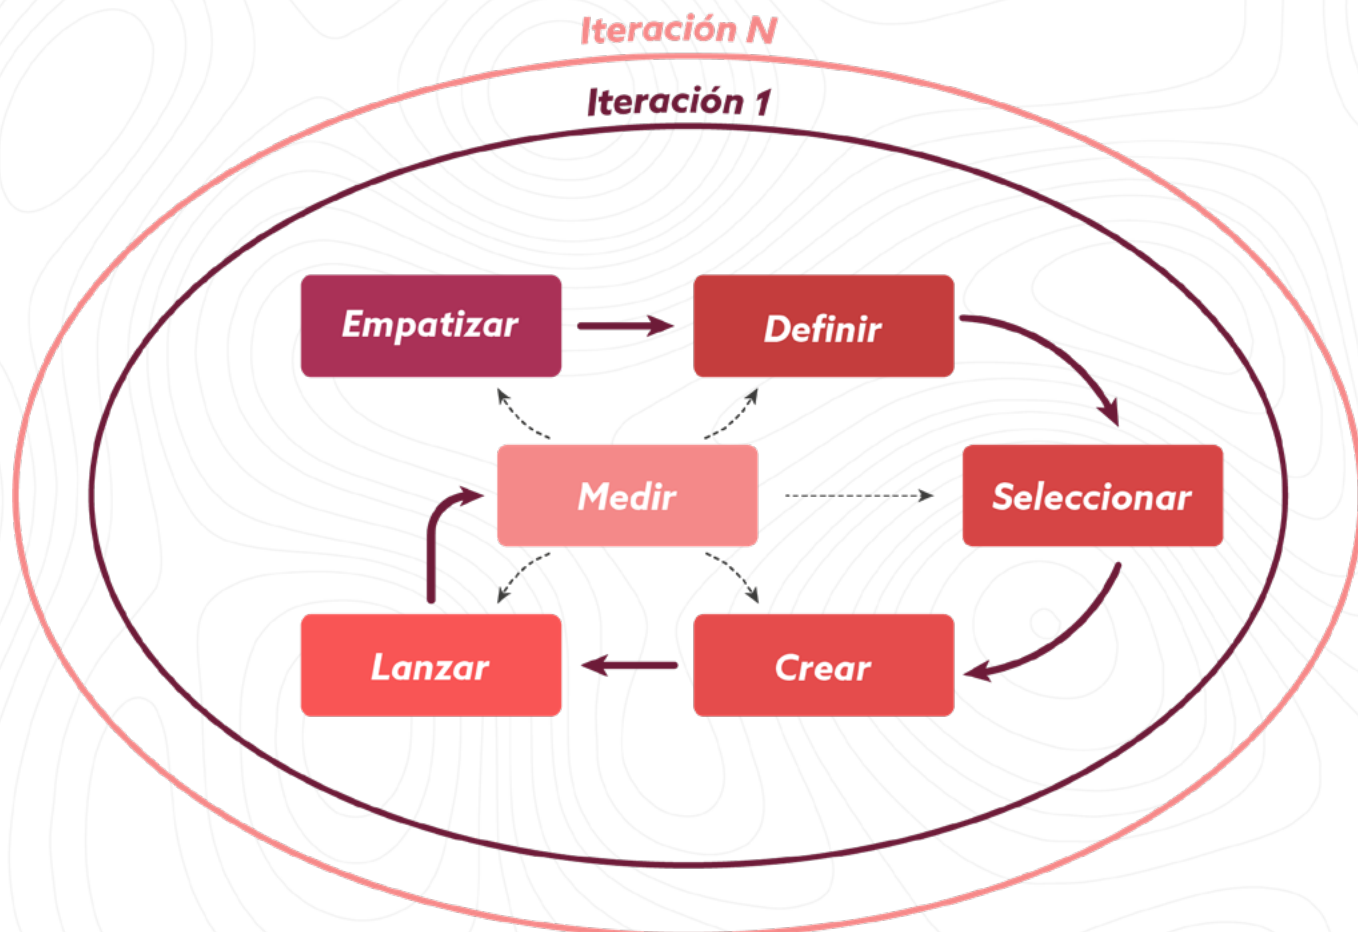 Iteración N
Iteración 1
Empatizar
Definir
Medir
Seleccionar
Lanzar
Crear